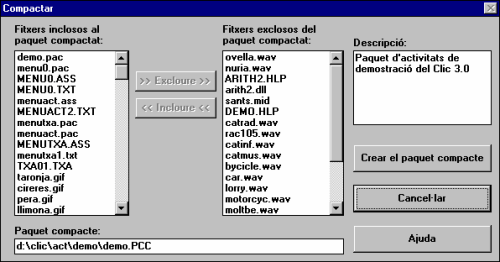 Compactar
Fitxers inclosos al
paquet compactat:
demo.pac
menu0.pac
MENU0.ASS
MENU0.TXT
menuact.ass
MENUACT2.TXT
menutxa.pac
menuact.pac
MENUTXA.ASS
menutxa1.txt
TXA01.TXA
taronja.gif
cireres.gif
pera.gif
llimona.gif
>> Excloure >>
<< Incloure <<
Fitxers exclosos del
paquet compactat:
ovella.wav
nuria.wav
ARITH2.HLP
arith2.dll
sants.mid
DEMO.HLP
catrad.wav
rac105.wav
catinf.wav
catmus.wav
bycicle.wav
car.wav
lorry.wav
motorcyc.wav
moltbe.wav
Descripció:
Paquet d'activitats de
demostració del Clic 3.0
Crear el paquet compacte
Cancel·lar
Ajuda
Paquet compacte:
d:\clic\act\demo\demo.PCC